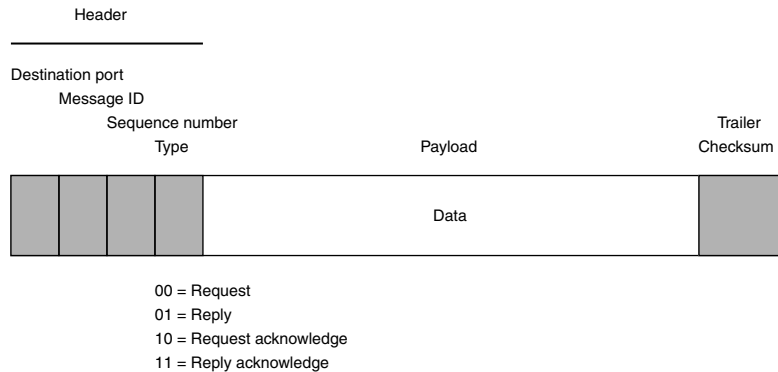 Header
Destination port
Message ID
Sequence number
Type
Payload
Trailer
Checksum
Data
00 = Request
01 = Reply
10 = Request acknowledge
11 = Reply acknowledge